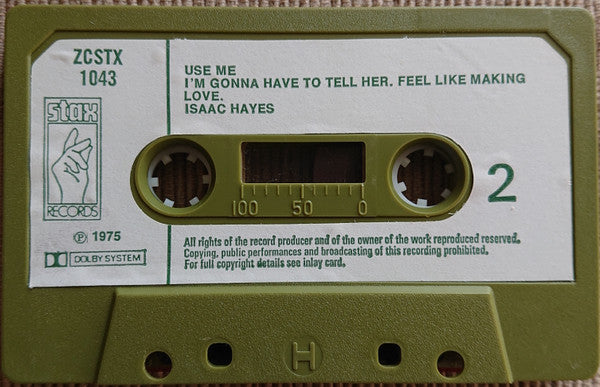 ZCSTX
1043
USE ME
I'M GONNA HAVE TO TELL HER. FEEL LIKE MAKING
LOVE.
ISAAC HAYES
stax
RECORDS
℗ 1975
DOLBY SYSTEM
100 50 0
2
All rights of the record producer and of the owner of the work reproduced reserved.
Copying, public performances and broadcasting of this recording prohibited.
For full copyright details see inlay card.
H